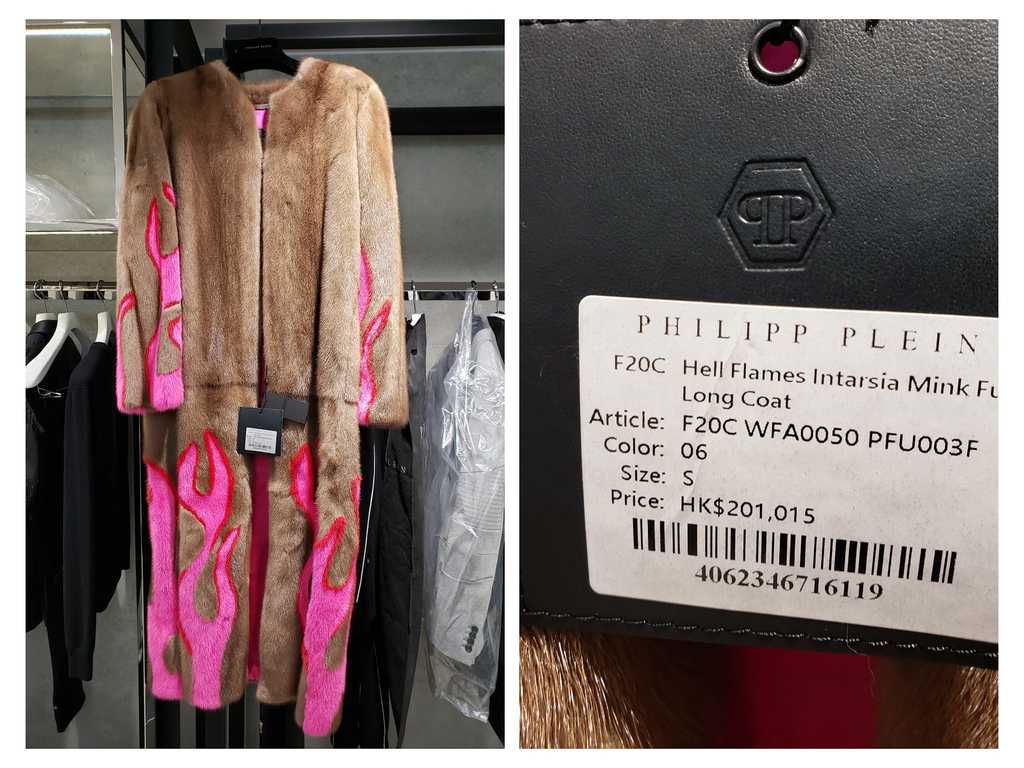 PHILIPP PLEIN
F20C Hell Flames Intarsia Mink Fu
Long Coat
Article: F20C WFA0050 PFU003F
Color: 06
Size: S
Price: HK$201,015
4062346716119